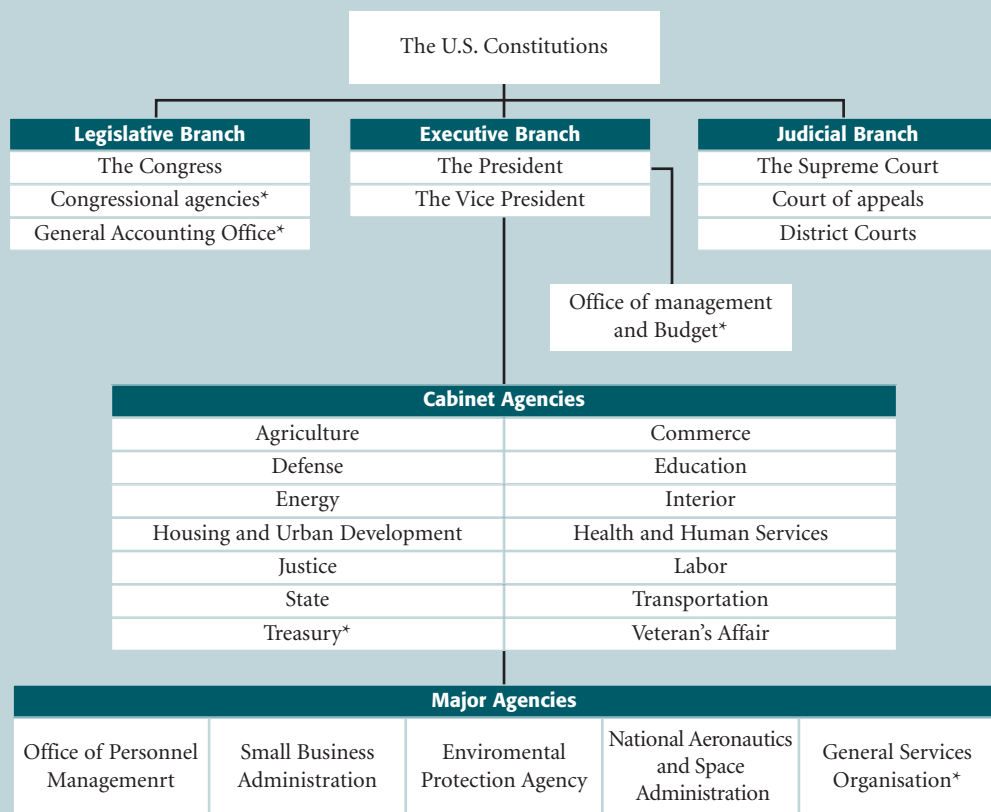 The U.S. Constitutions
Legislative Branch
The Congress
Congressional agencies*
General Accounting Office*
Executive Branch
The President
The Vice President
Judicial Branch
The Supreme Court
Court of appeals
District Courts
Office of management
and Budget*
Cabinet Agencies
Agriculture
Commerce
Defense
Education
Energy
Interior
Housing and Urban Development
Health and Human Services
Justice
Labor
State
Transportation
Treasury*
Veteran's Affair
Major Agencies
Office of Personnel
Managemenrt
Small Business
Administration
Enviromental
Protection Agency
National Aeronautics
and Space
Administration
General Services
Organisation*